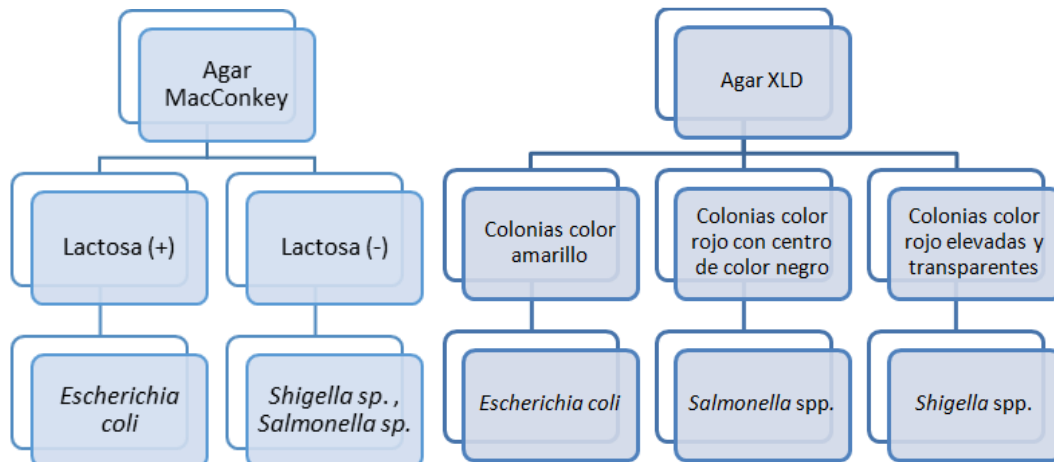 Agar
MacConkey
Lactosa (+)
Lactosa (-)
Escherichia
coli
Shigella sp. ,
Salmonella sp.
Agar XLD
Colonias color
amarillo
Colonias color
rojo con centro
de color negro
Colonias color
rojo elevadas y
transparentes
Escherichia coli
Salmonella spp.
Shigella spp.